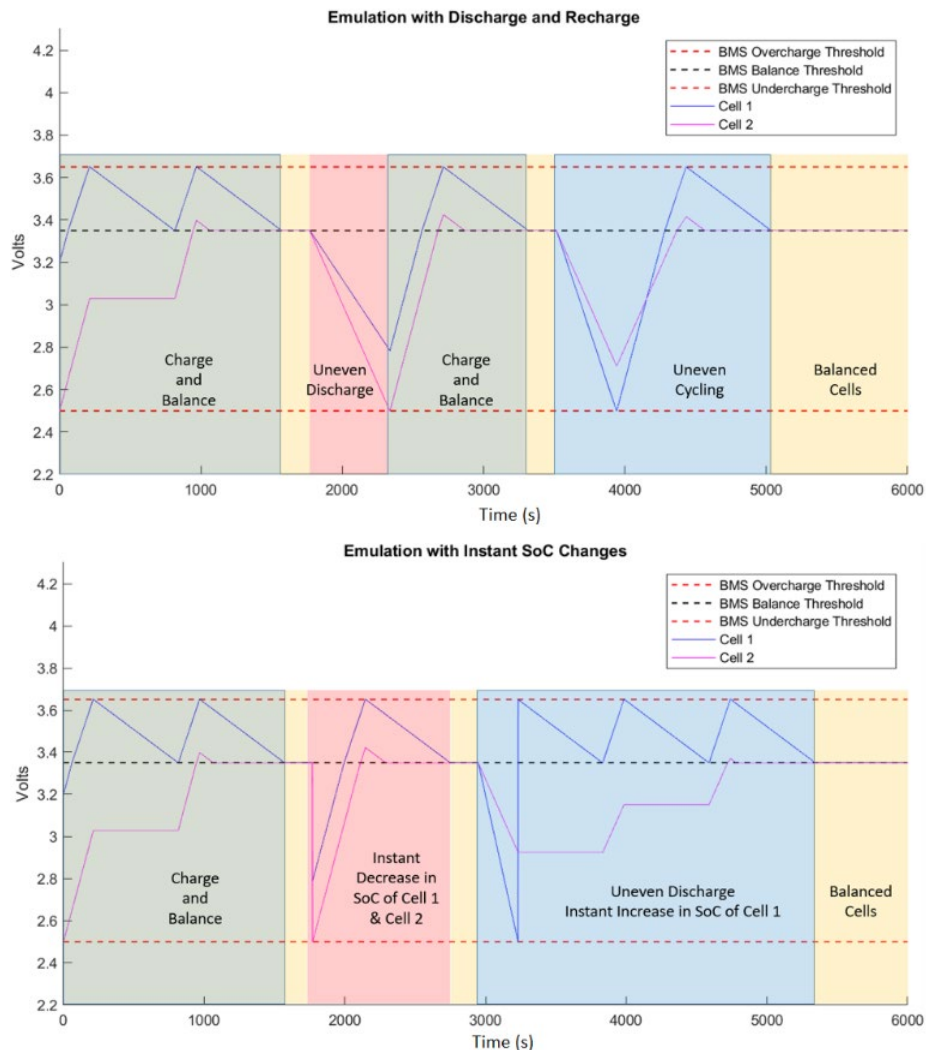 Emulation with Discharge and Recharge
4.2
4
3.8
3.6
3.4
3.2
3
2.8
2.6
2.4
2.2
Volts
BMS Overcharge Threshold
BMS Balance Threshold
BMS Undercharge Threshold
Cell 1
Cell 2
Charge
and
Balance
Uneven
Discharge
Charge
and
Balance
Uneven
Cycling
Balanced
Cells
0 1000 2000 3000 4000 5000 6000
Time (s)
Emulation with Instant SoC Changes
4.2
4
3.8
3.6
3.4
3.2
3
2.8
2.6
2.4
2.2
Volts
BMS Overcharge Threshold
BMS Balance Threshold
BMS Undercharge Threshold
Cell 1
Cell 2
Charge
and
Balance
Instant
Decrease in
SoC of Cell 1
& Cell 2
Uneven Discharge
Instant Increase in SoC of Cell 1
Balanced
Cells
0 1000 2000 3000 4000 5000 6000
Time (s)